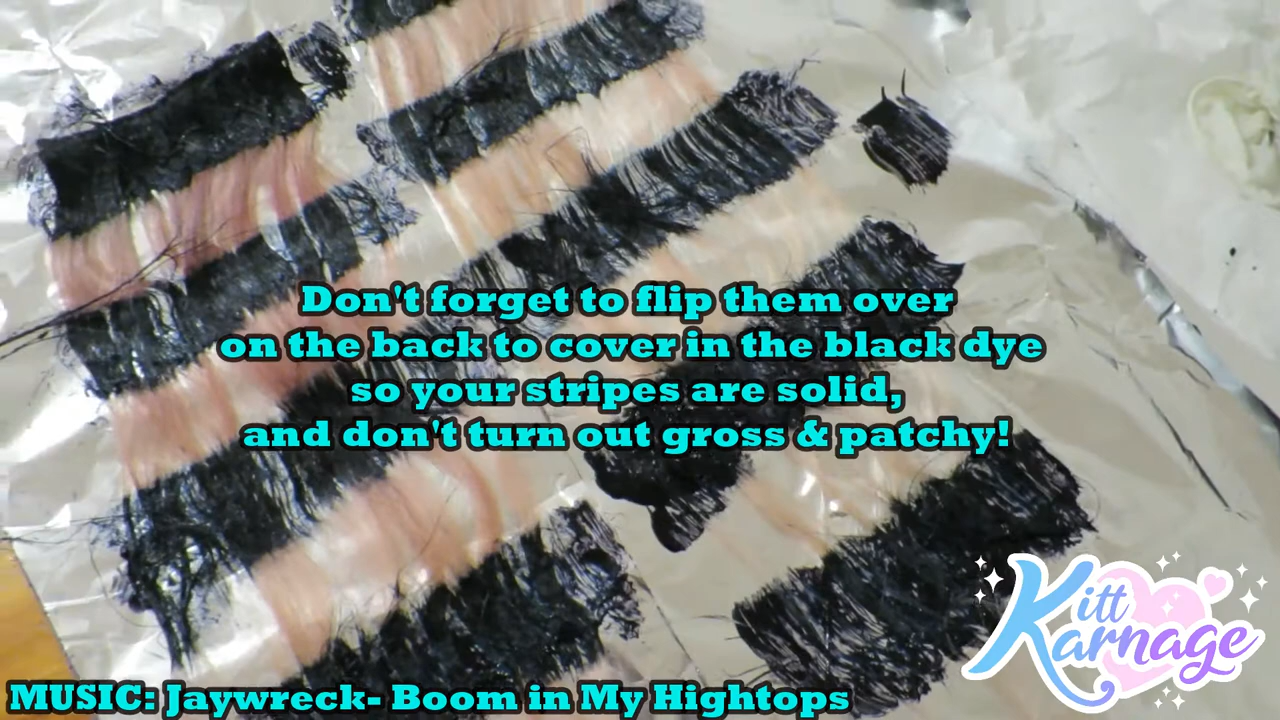 Don't forget to flip them over
on the back to cover in the black dye
so your stripes are solid,
and don't turn out gross & patchy!
Kitt
Karnage
MUSIC: Jaywreck- Boom in My Hightops